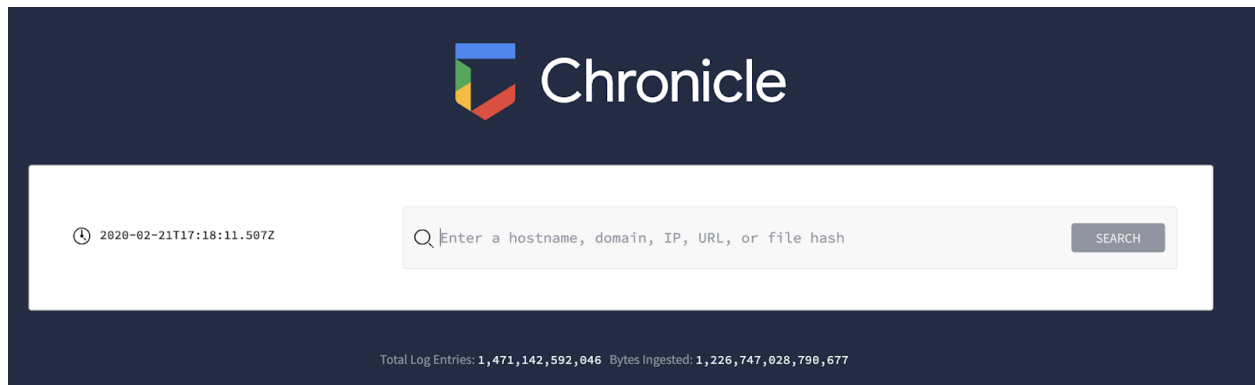 Chronicle
2020-02-21T17:18:11.507Z
Enter a hostname, domain, IP, URL, or file hash
SEARCH
Total Log Entries: 1,471,142,592,046 Bytes Ingested: 1,226,747,028,790,677